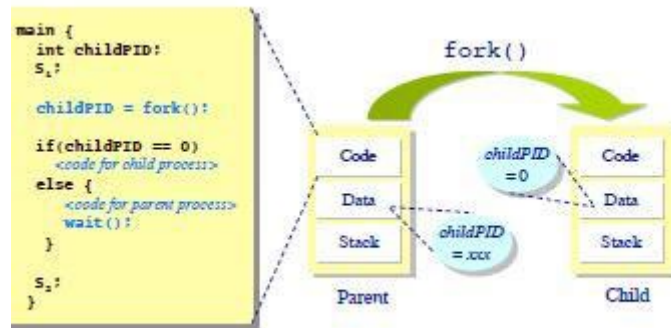 main {
int childPID;
S₁;
childPID = fork();
if(childPID == 0)
<code for child process>
else {
<code for parent process>
wait();
}
S₂;
}
fork()
Code
Data
Stack
Parent
childPID
= xxx
childPID
= 0
Code
Data
Stack
Child